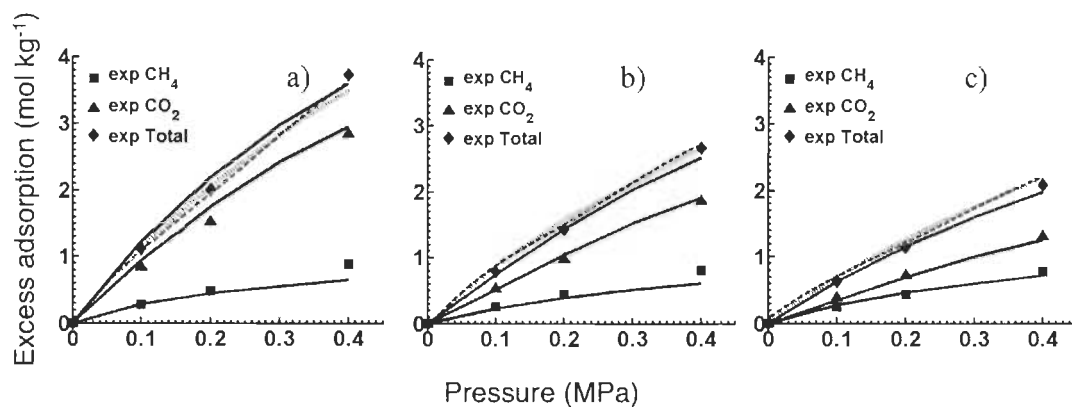 Excess adsorption (mol kg⁻¹)
4
3
2
1
0
exp CH₄
exp CO₂
exp Total
a)
0 0.1 0.2 0.3 0.4
4
3
2
1
0
exp CH₄
exp CO₂
exp Total
b)
0 0.1 0.2 0.3 0.4
4
3
2
1
0
exp CH₄
exp CO₂
exp Total
c)
0 0.1 0.2 0.3 0.4
Pressure (MPa)